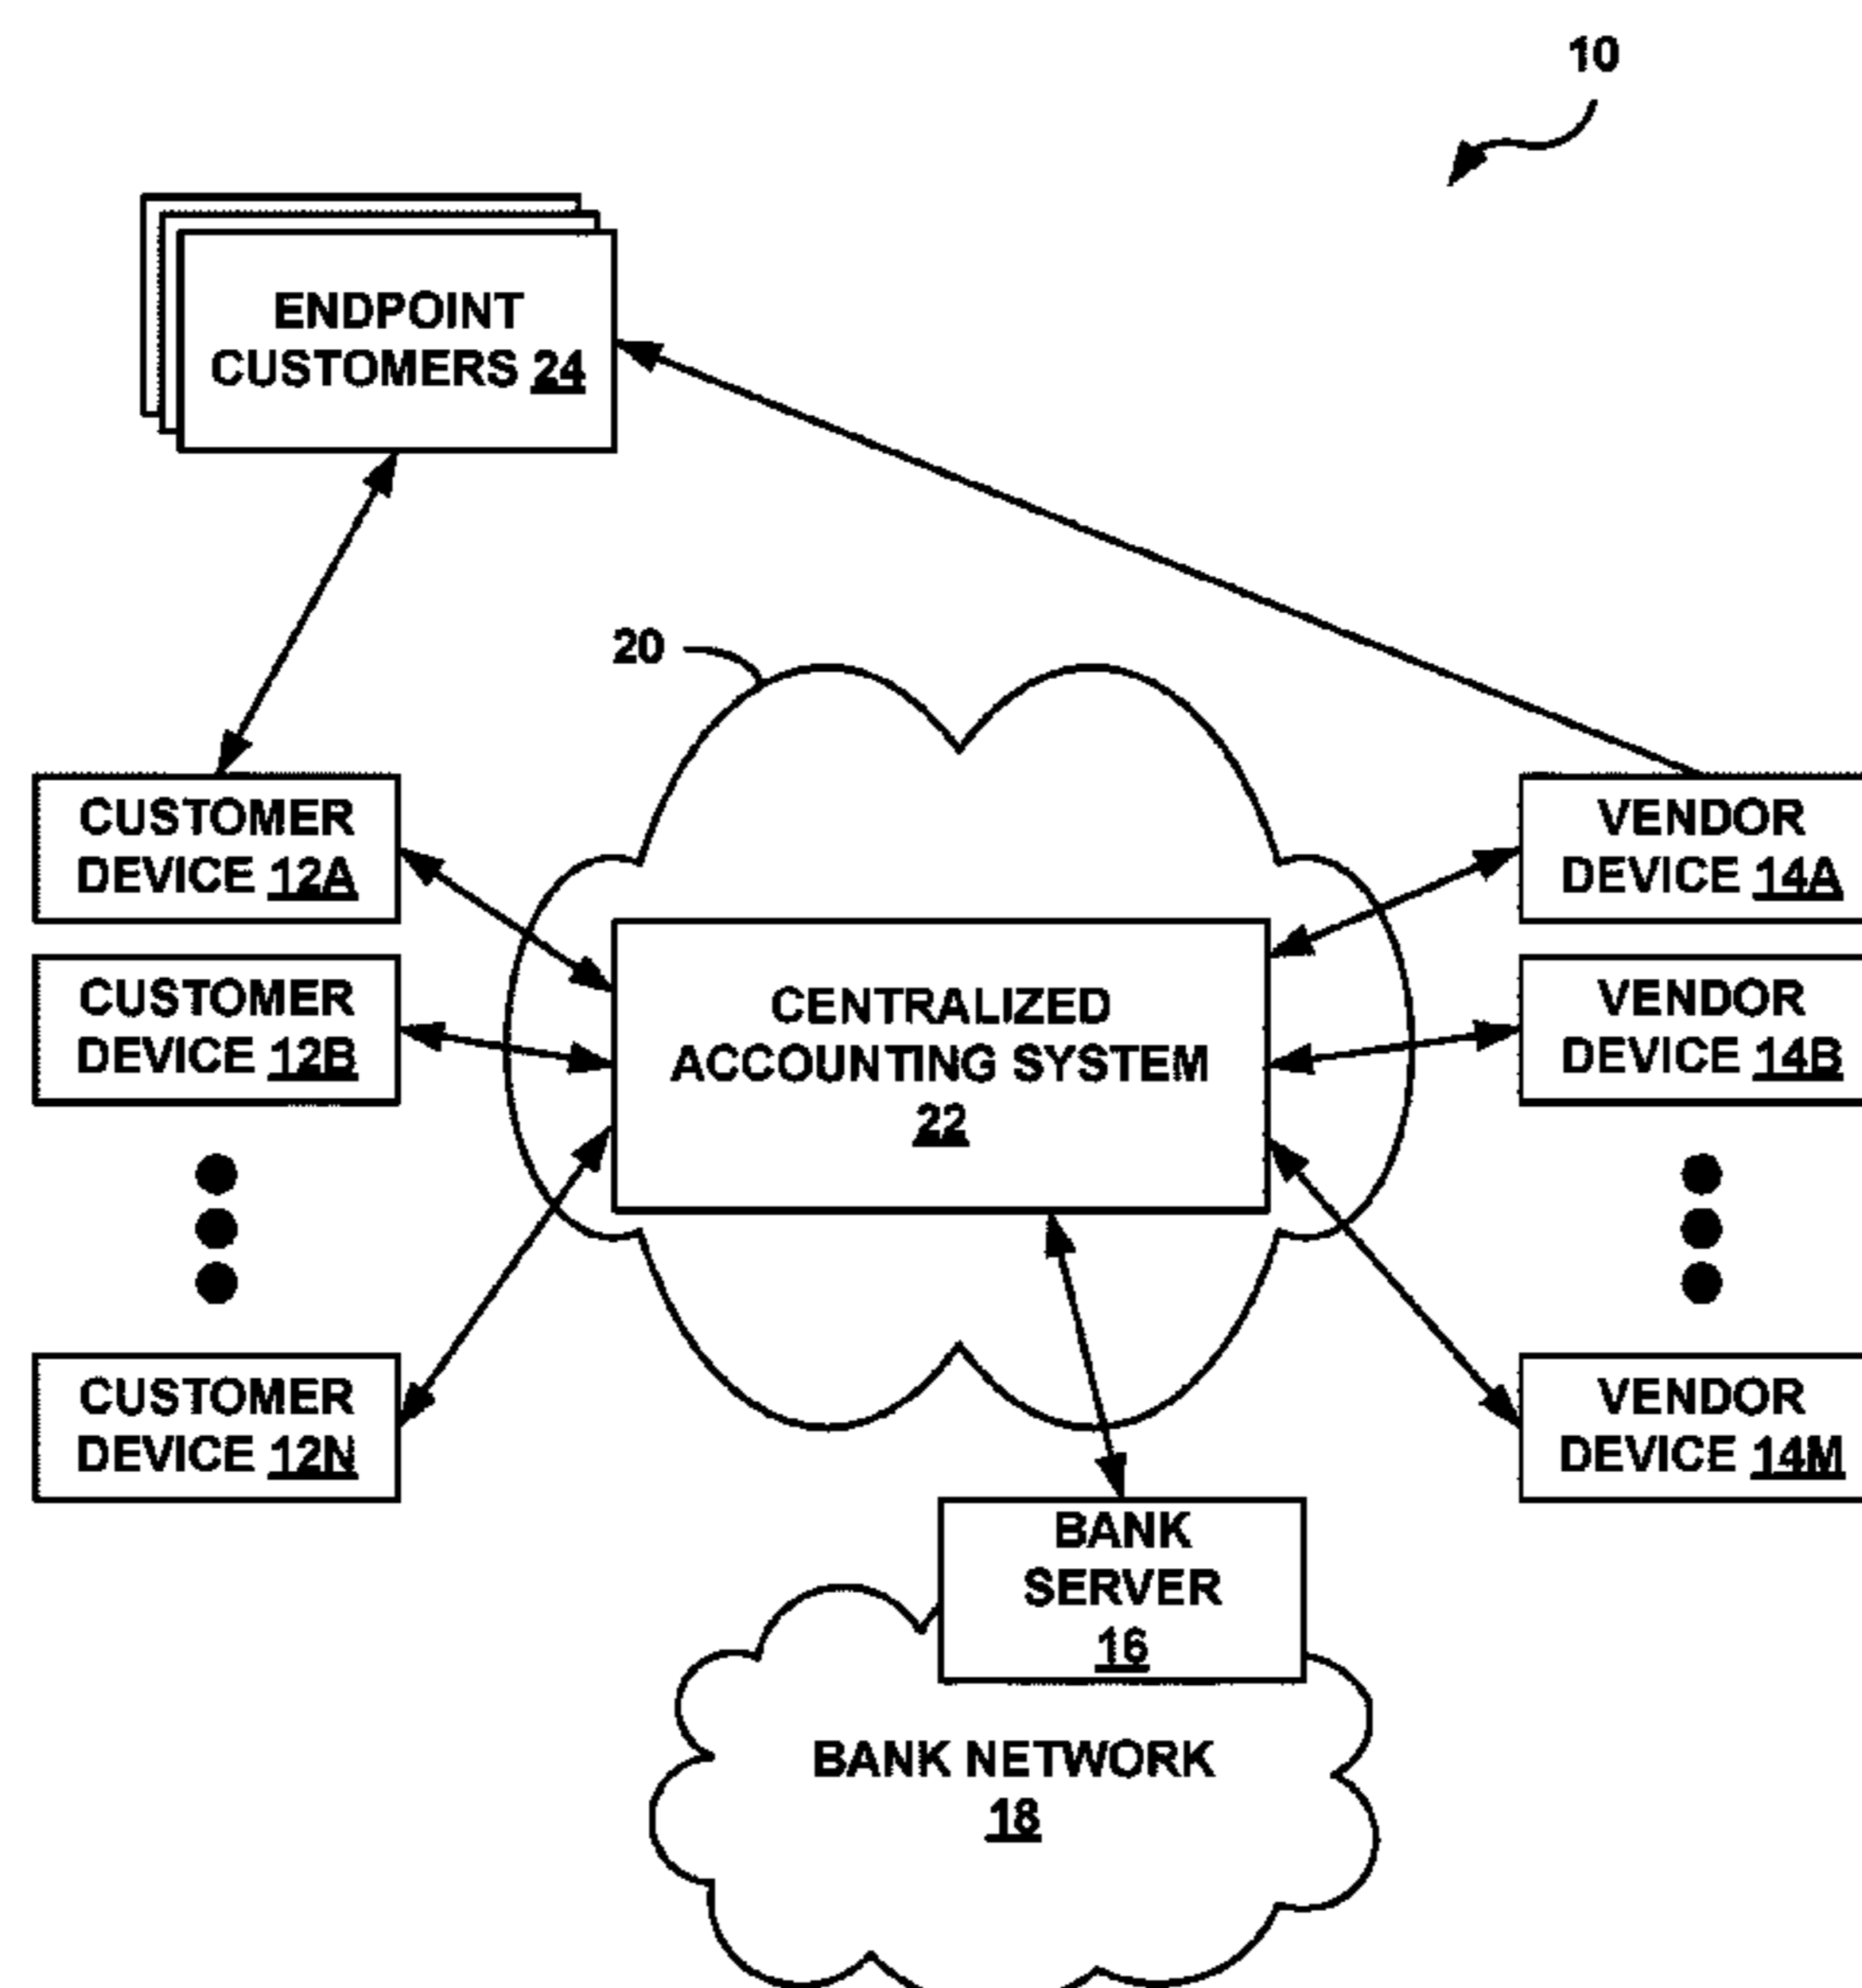 10
ENDPOINT
CUSTOMERS 24
20
CUSTOMER
DEVICE 12A
VENDOR
DEVICE 14A
CUSTOMER
DEVICE 12B
CENTRALIZED
ACCOUNTING SYSTEM
22
VENDOR
DEVICE 14B
CUSTOMER
DEVICE 12N
VENDOR
DEVICE 14M
BANK
SERVER
16
BANK NETWORK
18